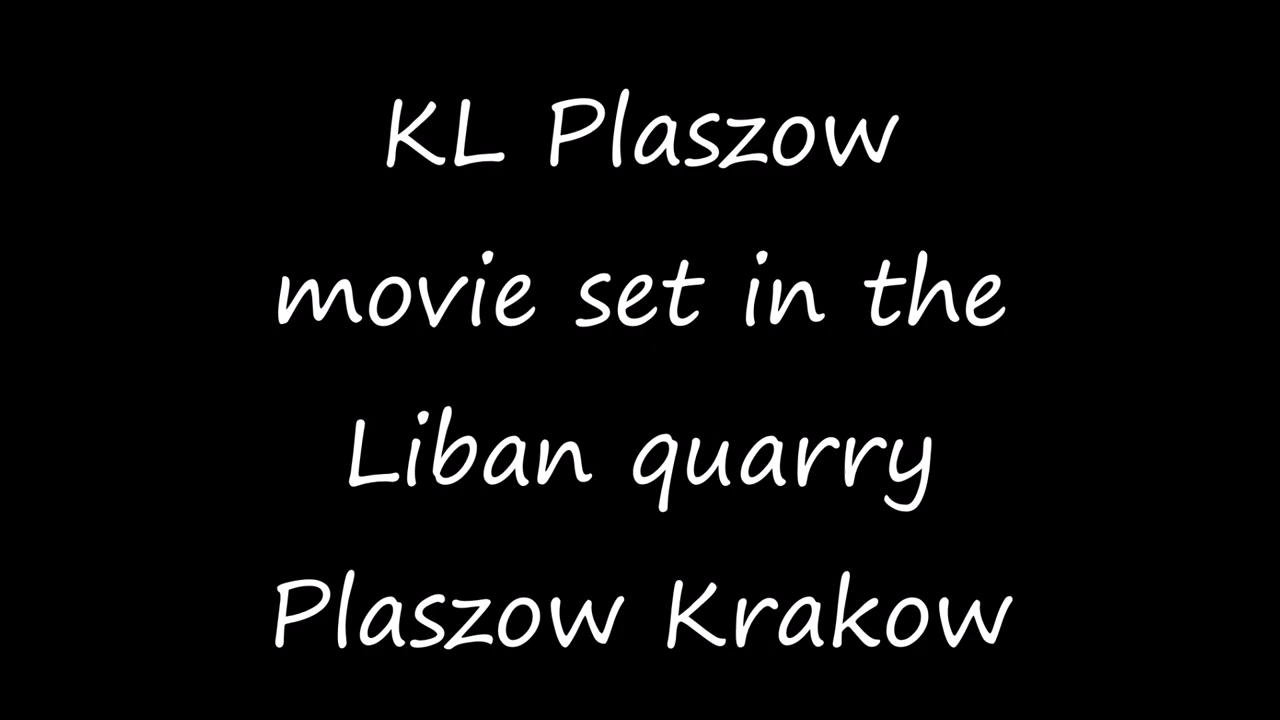 KL Plaszow
movie set in the
Liban quarry
Plaszow Krakow